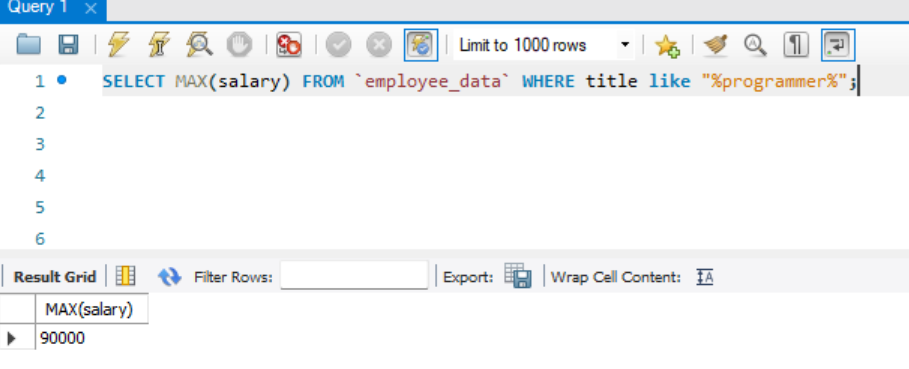 Query 1
Limit to 1000 rows
1 SELECT MAX(salary) FROM `employee_data` WHERE title like "%programmer%";
2
3
4
5
6
Result Grid Filter Rows: Export: Wrap Cell Content:
MAX(salary)
90000